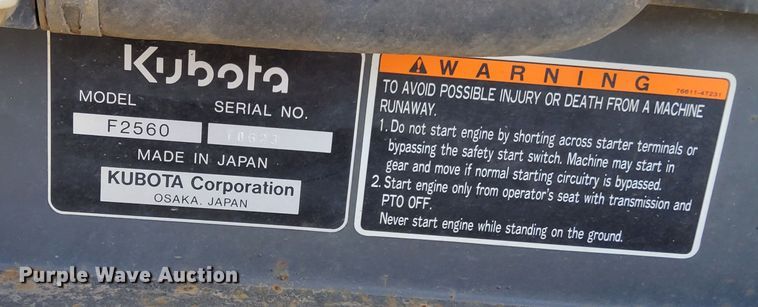 Kubota
MODEL SERIAL NO.
F2560
MADE IN JAPAN
KUBOTA Corporation
OSAKA, JAPAN
WARNING
76611-4T231
TO AVOID POSSIBLE INJURY OR DEATH FROM A MACHINE
RUNAWAY.
1. Do not start engine by shorting across starter terminals or
bypassing the safety start switch. Machine may start in
gear and move if normal starting circuitry is bypassed.
2. Start engine only from operator's seat with transmission and
PTO OFF.
Never start engine while standing on the ground.
Purple Wave Auction